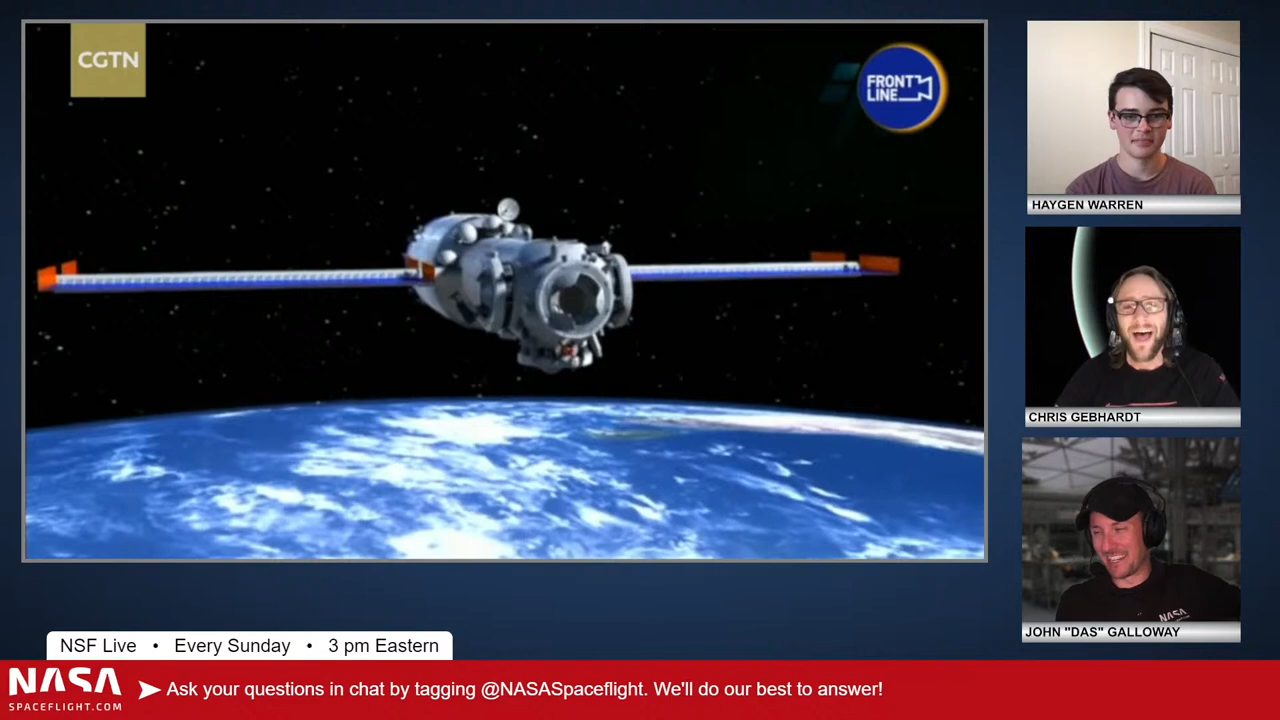 CGTN
FRONT
LINE
HAYGEN WARREN
CHRIS GEBHARDT
NASA
JOHN "DAS" GALLOWAY
NSF Live • Every Sunday • 3 pm Eastern
NASA
SPACEFLIGHT.COM
Ask your questions in chat by tagging @NASASpaceflight. We'll do our best to answer!